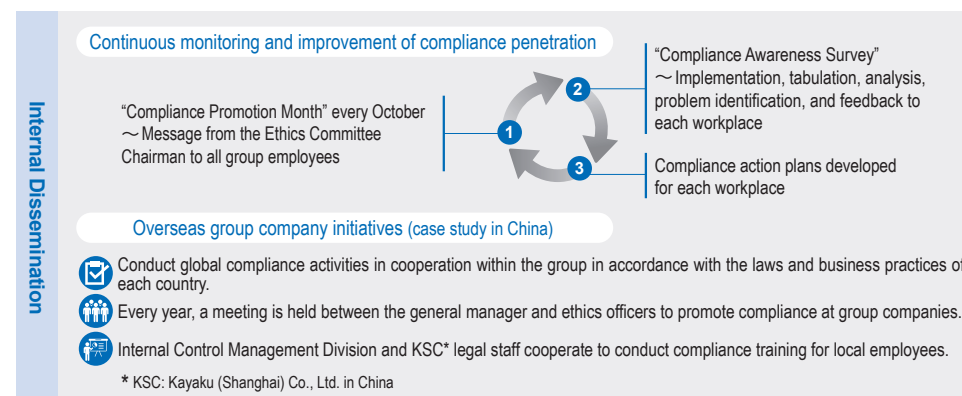 Internal Dissemination
Continuous monitoring and improvement of compliance penetration
“Compliance Promotion Month” every October
～Message from the Ethics Committee
Chairman to all group employees
1
2
3
“Compliance Awareness Survey”
～Implementation, tabulation, analysis,
problem identification, and feedback to
each workplace
Compliance action plans developed
for each workplace
Overseas group company initiatives (case study in China)
Conduct global compliance activities in cooperation within the group in accordance with the laws and business practices of
each country.
Every year, a meeting is held between the general manager and ethics officers to promote compliance at group companies.
Internal Control Management Division and KSC* legal staff cooperate to conduct compliance training for local employees.
* KSC: Kayaku (Shanghai) Co., Ltd. in China